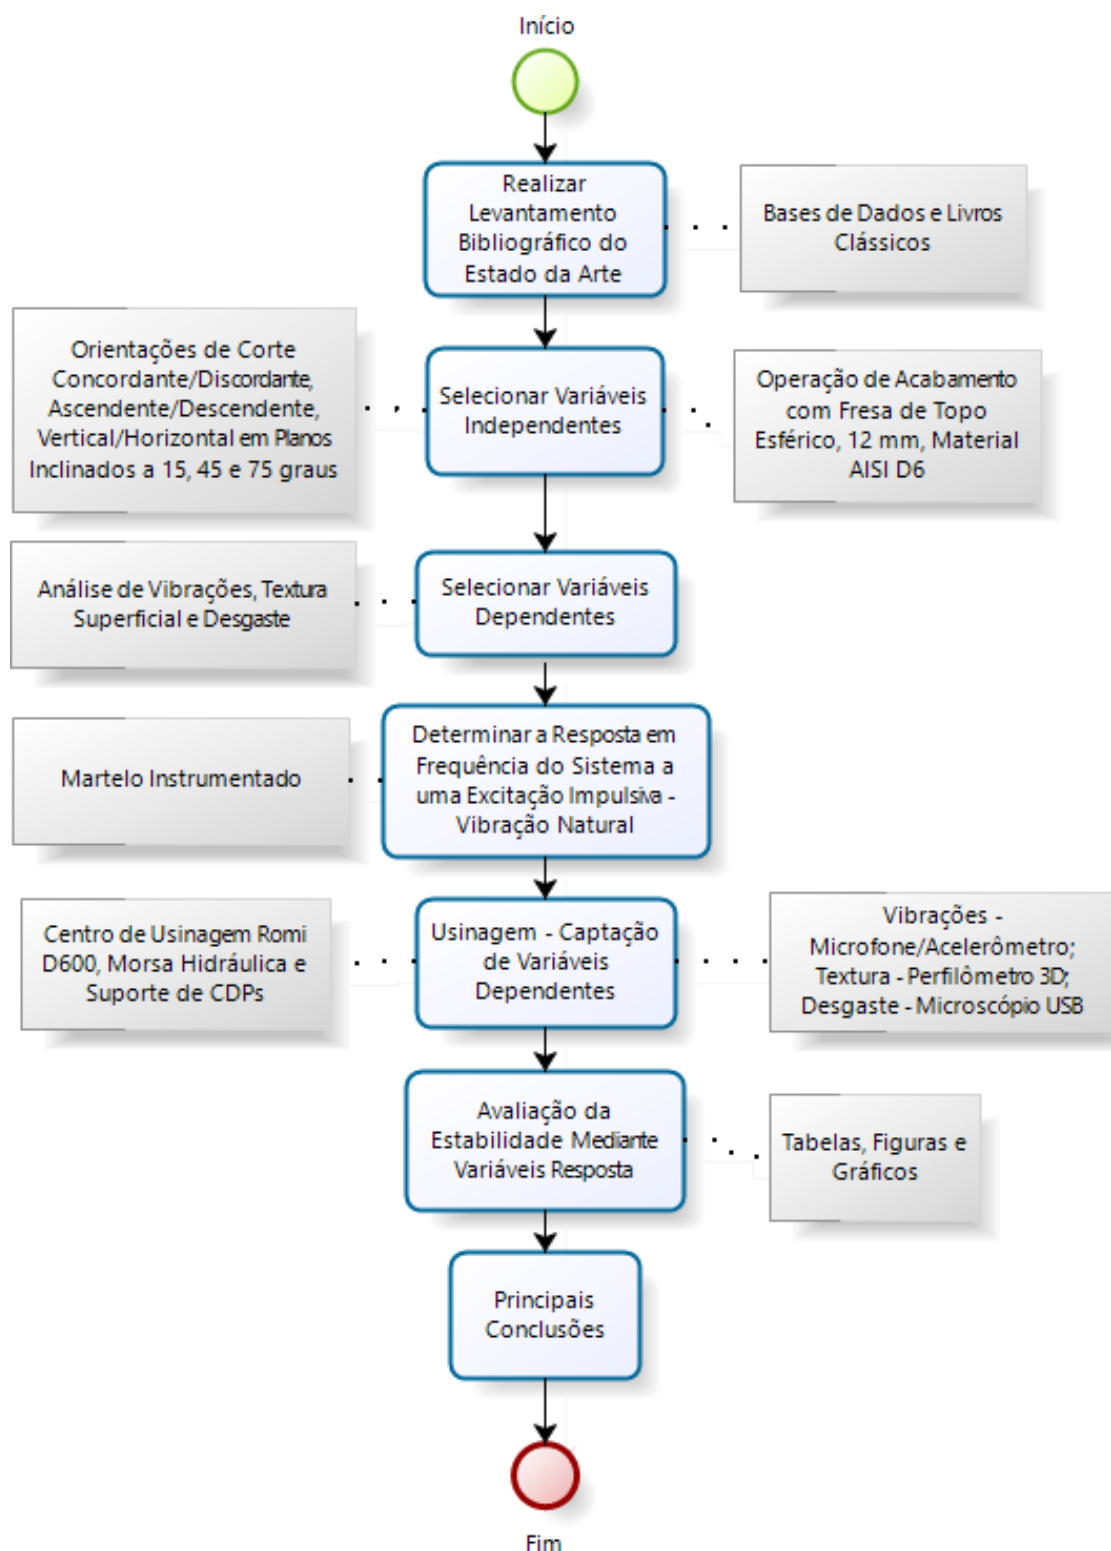 Início
Realizar
Levantamento
Bibliográfico do
Estado da Arte
Bases de Dados e Livros
Clássicos
Orientações de Corte
Concordante/Discordante,
Ascendente/Descendente,
Vertical/Horizontal em Planos
Inclinados a 15, 45 e 75 graus
Selecionar Variáveis
Independentes
Operação de Acabamento
com Fresa de Topo
Esférico, 12 mm, Material
AISI D6
Análise de Vibrações, Textura
Superficial e Desgaste
Selecionar Variáveis
Dependentes
Martelo Instrumentado
Determinar a Resposta em
Frequência do Sistema a
uma Excitação Impulsiva -
Vibração Natural
Centro de Usinagem Romi
D600, Morsa Hidráulica e
Suporte de CDPs
Usinagem - Captação
de Variáveis
Dependentes
Vibrações -
Microfone/Acelerômetro;
Textura - Perfilômetro 3D;
Desgaste - Microscópio USB
Avaliação da
Estabilidade Mediante
Variáveis Resposta
Tabelas, Figuras e
Gráficos
Principais
Conclusões
Fim